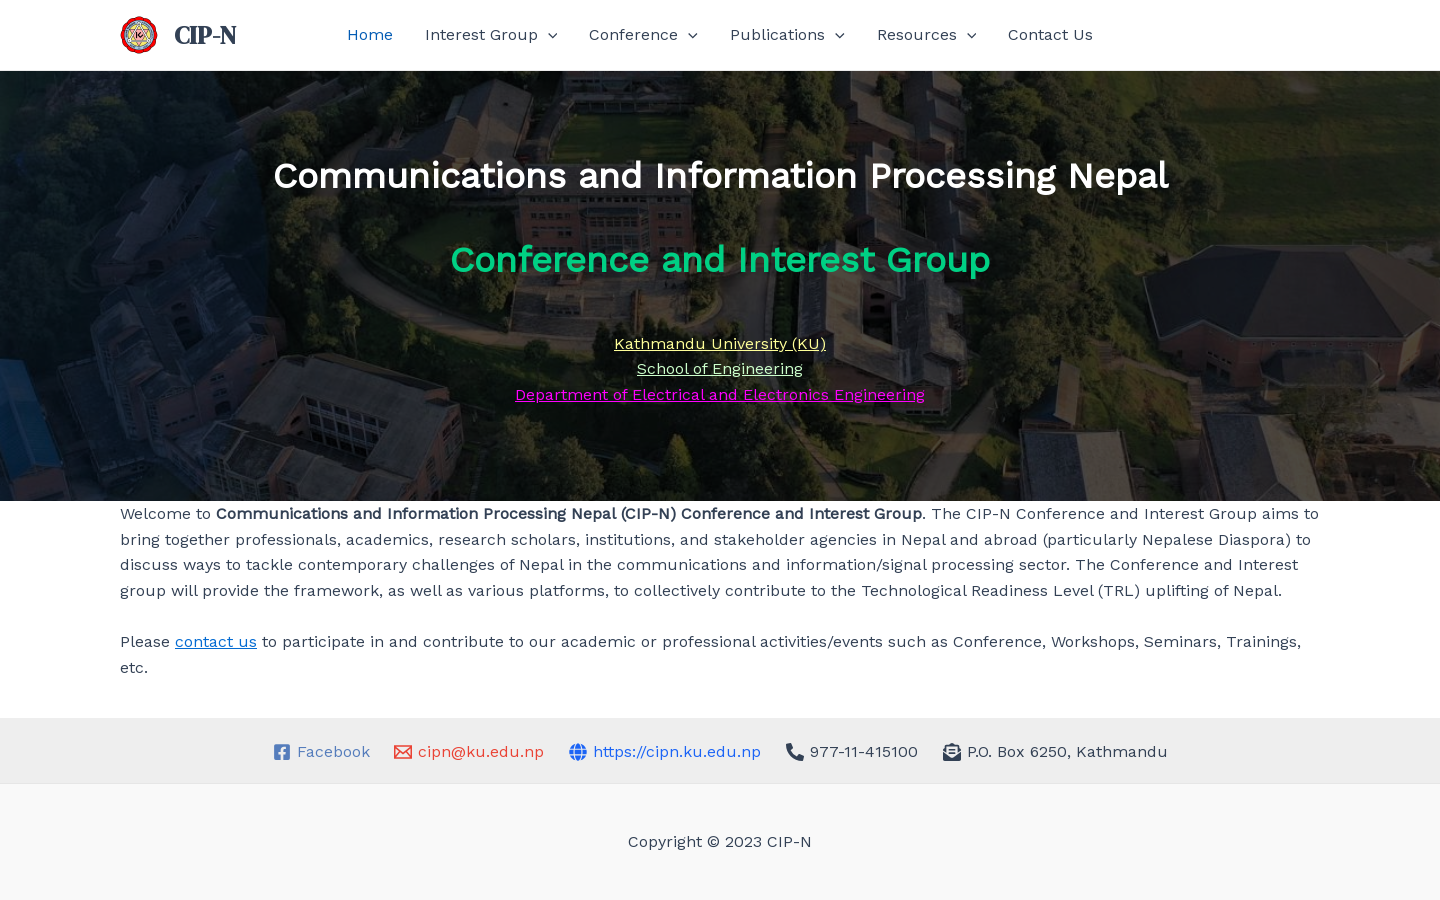 CIP-N
Home
Interest Group
Conference
Publications
Resources
Contact Us
Communications and Information Processing Nepal
Conference and Interest Group
Kathmandu University (KU)
School of Engineering
Department of Electrical and Electronics Engineering
Welcome to Communications and Information Processing Nepal (CIP-N) Conference and Interest Group. The CIP-N Conference and Interest Group aims to
bring together professionals, academics, research scholars, institutions, and stakeholder agencies in Nepal and abroad (particularly Nepalese Diaspora) to
discuss ways to tackle contemporary challenges of Nepal in the communications and information/signal processing sector. The Conference and Interest
group will provide the framework, as well as various platforms, to collectively contribute to the Technological Readiness Level (TRL) uplifting of Nepal.
Please contact us to participate in and contribute to our academic or professional activities/events such as Conference, Workshops, Seminars, Trainings,
etc.
Facebook
cipn@ku.edu.np
https://cipn.ku.edu.np
977-11-415100
P.O. Box 6250, Kathmandu
Copyright © 2023 CIP-N